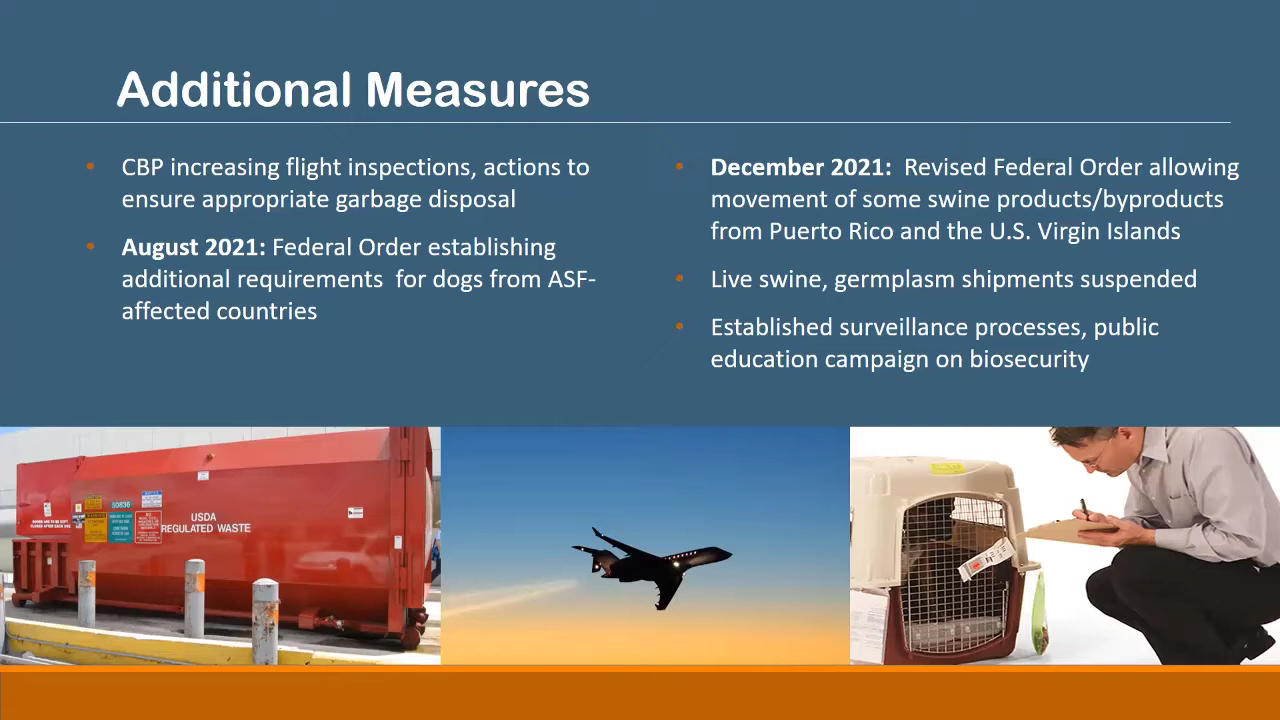 Additional Measures
CBP increasing flight inspections, actions to
ensure appropriate garbage disposal
August 2021: Federal Order establishing
additional requirements  for dogs from ASF-
affected countries
December 2021:  Revised Federal Order allowing
movement of some swine products/byproducts
from Puerto Rico and the U.S. Virgin Islands
Live swine, germplasm shipments suspended
Established surveillance processes, public
education campaign on biosecurity
50836
USDA
REGULATED WASTE